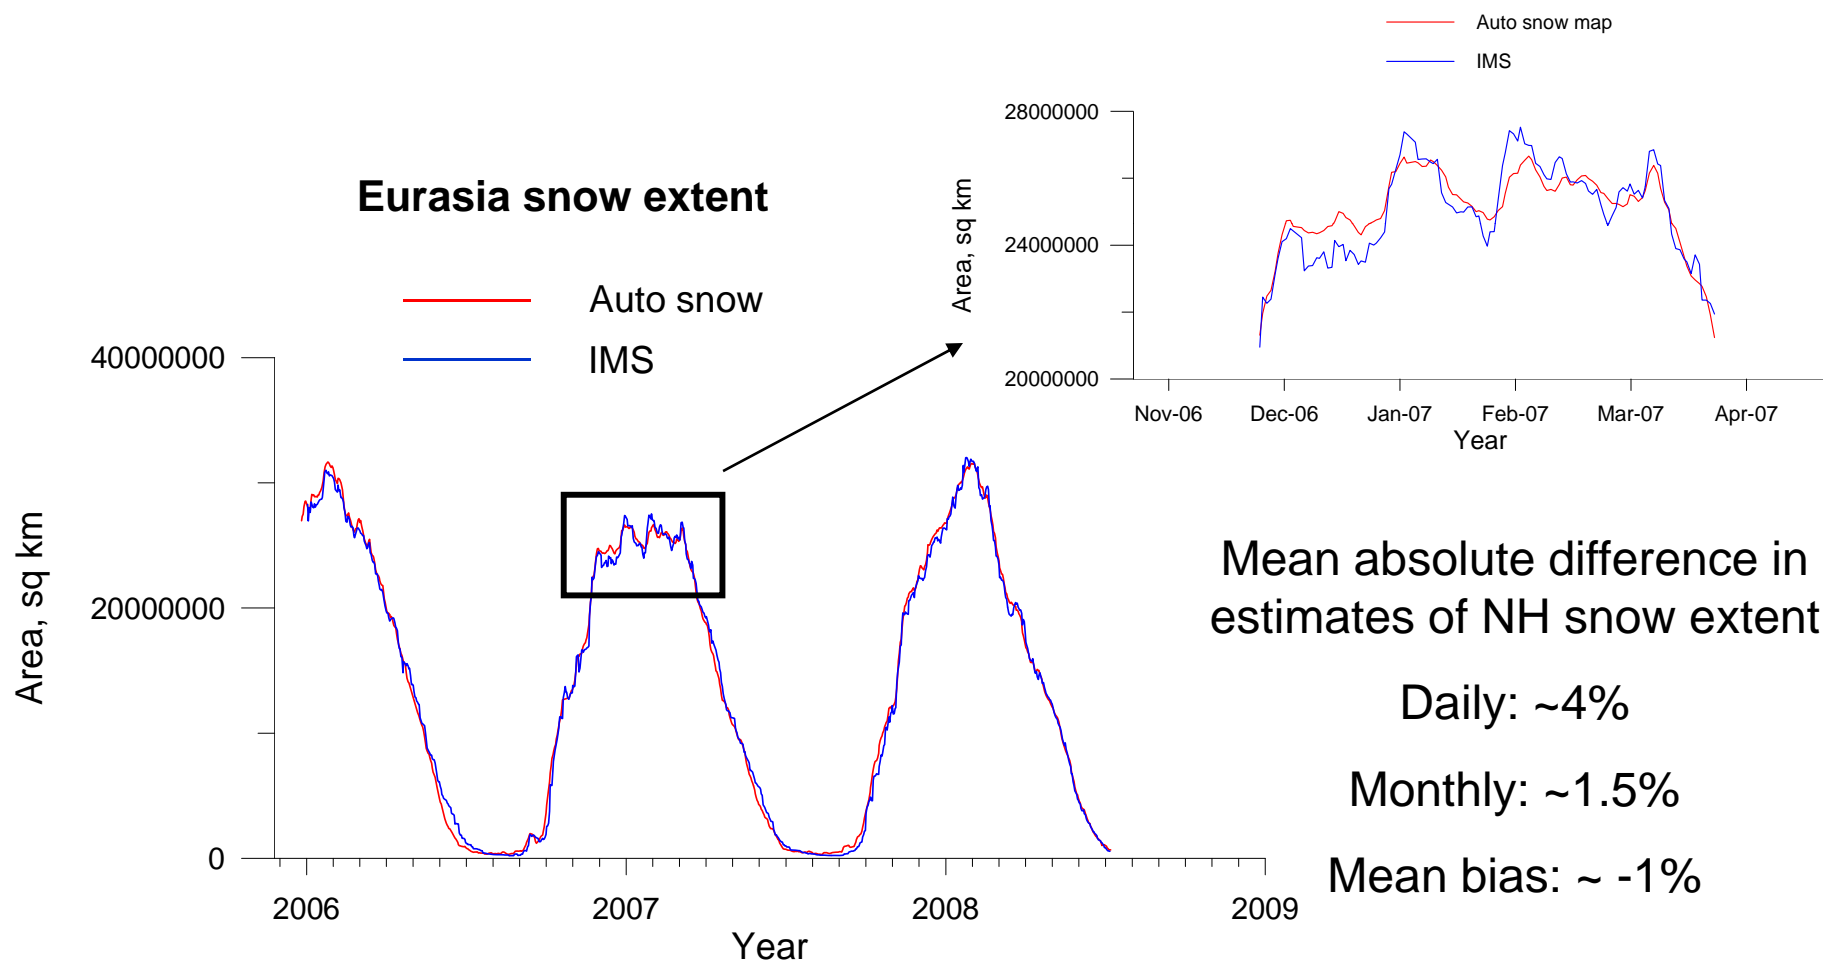 Auto snow map
IMS
28000000
24000000
20000000
Area, sq km
Nov-06 Dec-06 Jan-07 Feb-07 Mar-07 Apr-07
Year
Eurasia snow extent
Auto snow
IMS
40000000
20000000
0
Area, sq km
2006 2007 2008 2009
Year
Mean absolute difference in
estimates of NH snow extent
Daily: ~4%
Monthly: ~1.5%
Mean bias: ~ -1%